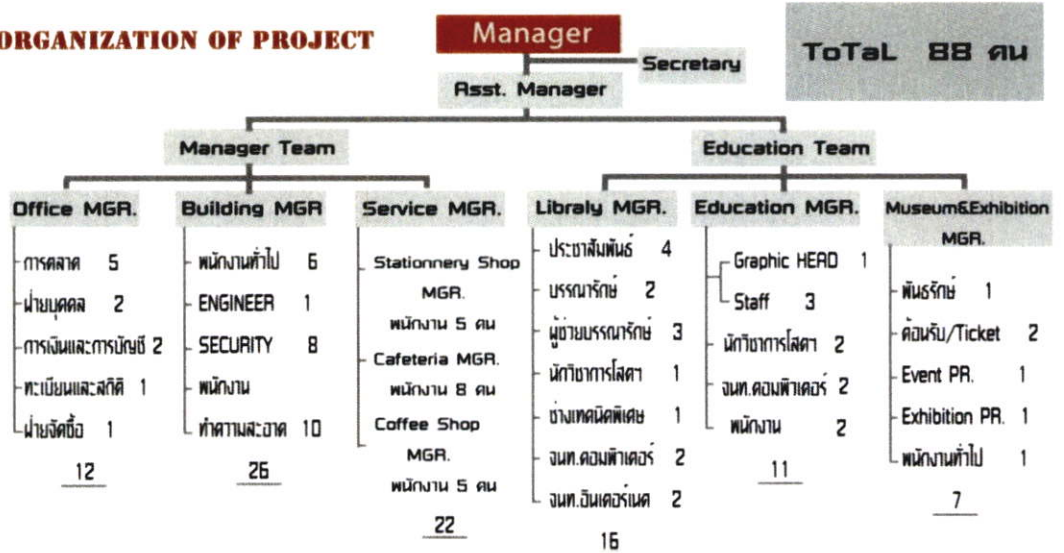 ORGANIZATION OF PROJECT
Manager
ToTaL 88 คน
Secretary
Asst. Manager
Manager Team
Education Team
Office MGR.
การตลาด 5
ฝ่ายบุคคล 2
การเงินและการบัญชี 2
ทะเบียนและสถิติ 1
ฝ่ายจัดซื้อ 1
12
Building MGR
พนักงานทั่วไป 6
ENGINEER 1
SECURITY 8
พนักงาน
ทำความสะอาด 10
26
Service MGR.
Stationnery Shop
MGR.
พนักงาน 5 คน
Cafeteria MGR.
พนักงาน 8 คน
Coffee Shop
MGR.
พนักงาน 5 คน
22
Libraly MGR.
ประชาสัมพันธ์ 4
บรรณารักษ์ 2
ผู้ช่วยบรรณารักษ์ 3
นักวิชาการโสตฯ 1
ช่างเทคนิคพิเศษ 1
จนท.คอมพิวเตอร์ 2
จนท.อินเตอร์เนต 2
16
Education MGR.
Graphic HEAD 1
Staff 3
นักวิชาการโสตฯ 2
จนท.คอมพิวเตอร์ 2
พนักงาน 2
11
Museum&Exhibition
MGR.
พันธรักษ์ 1
ต้อนรับ/Ticket 2
Event PR. 1
Exhibition PR. 1
พนักงานทั่วไป 1
7